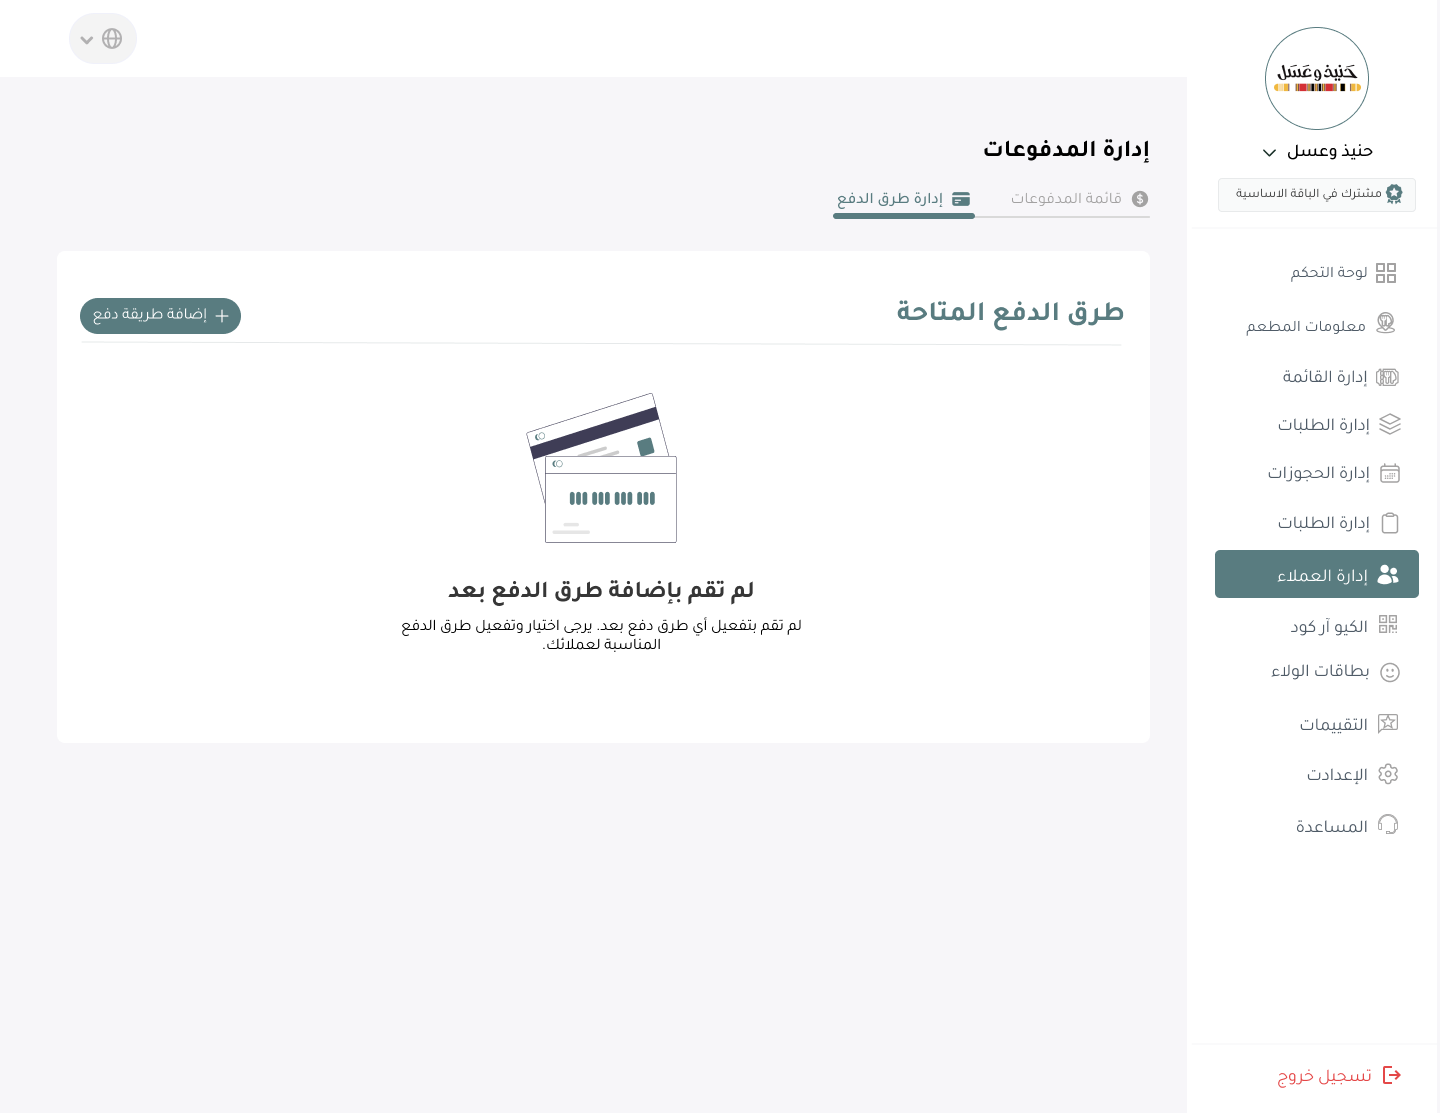 حنيذ وعسل
حنيذ وعسل
مشترك في الباقة الاساسية
لوحة التحكم
معلومات المطعم
إدارة القائمة
إدارة الطلبات
إدارة الحجوزات
إدارة الطلبات
إدارة العملاء
الكيو آر كود
بطاقات الولاء
التقييمات
الإعدادت
المساعدة
تسجيل خروج
إدارة المدفوعات
قائمة المدفوعات
إدارة طرق الدفع
طرق الدفع المتاحة
إضافة طريقة دفع
لم تقم بإضافة طرق الدفع بعد
لم تقم بتفعيل أي طرق دفع بعد. يرجى اختيار وتفعيل طرق الدفع
المناسبة لعملائك.